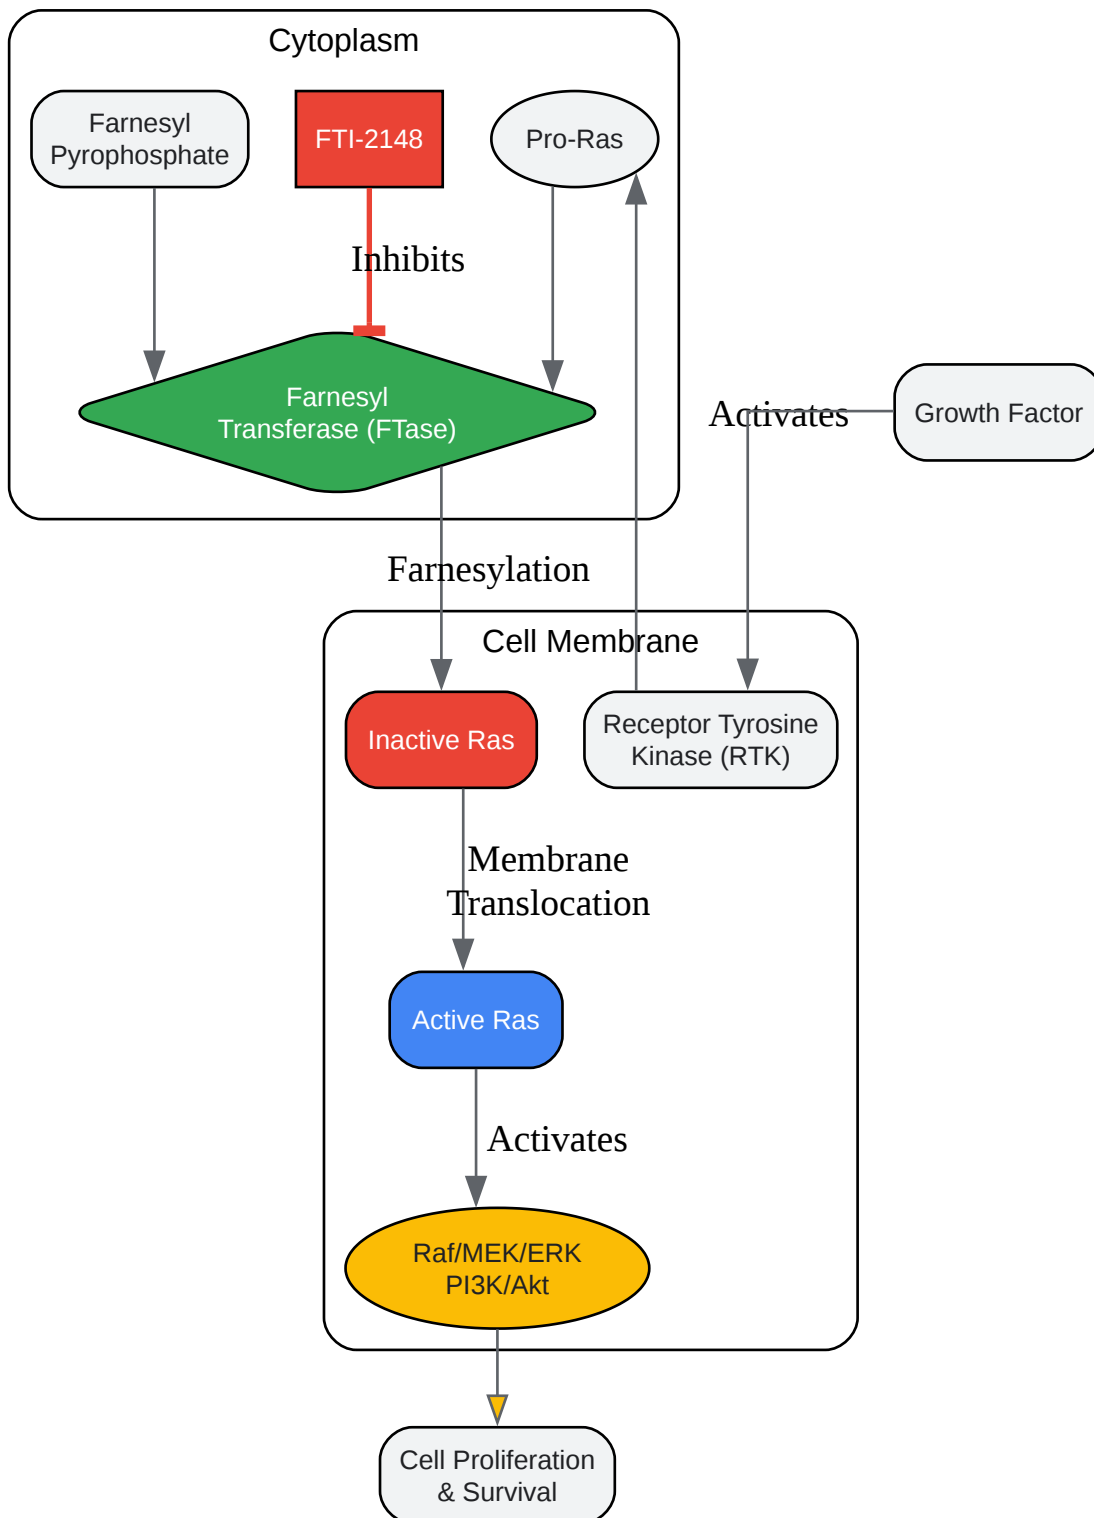 Cytoplasm
Farnesyl
Pyrophosphate
FTI-2148
Pro-Ras
Inhibits
Farnesyl
Transferase (FTase)
Activates
Growth Factor
Farnesylation
Cell Membrane
Inactive Ras
Receptor Tyrosine
Kinase (RTK)
Membrane
Translocation
Active Ras
Activates
Raf/MEK/ERK
PI3K/Akt
Cell Proliferation
& Survival